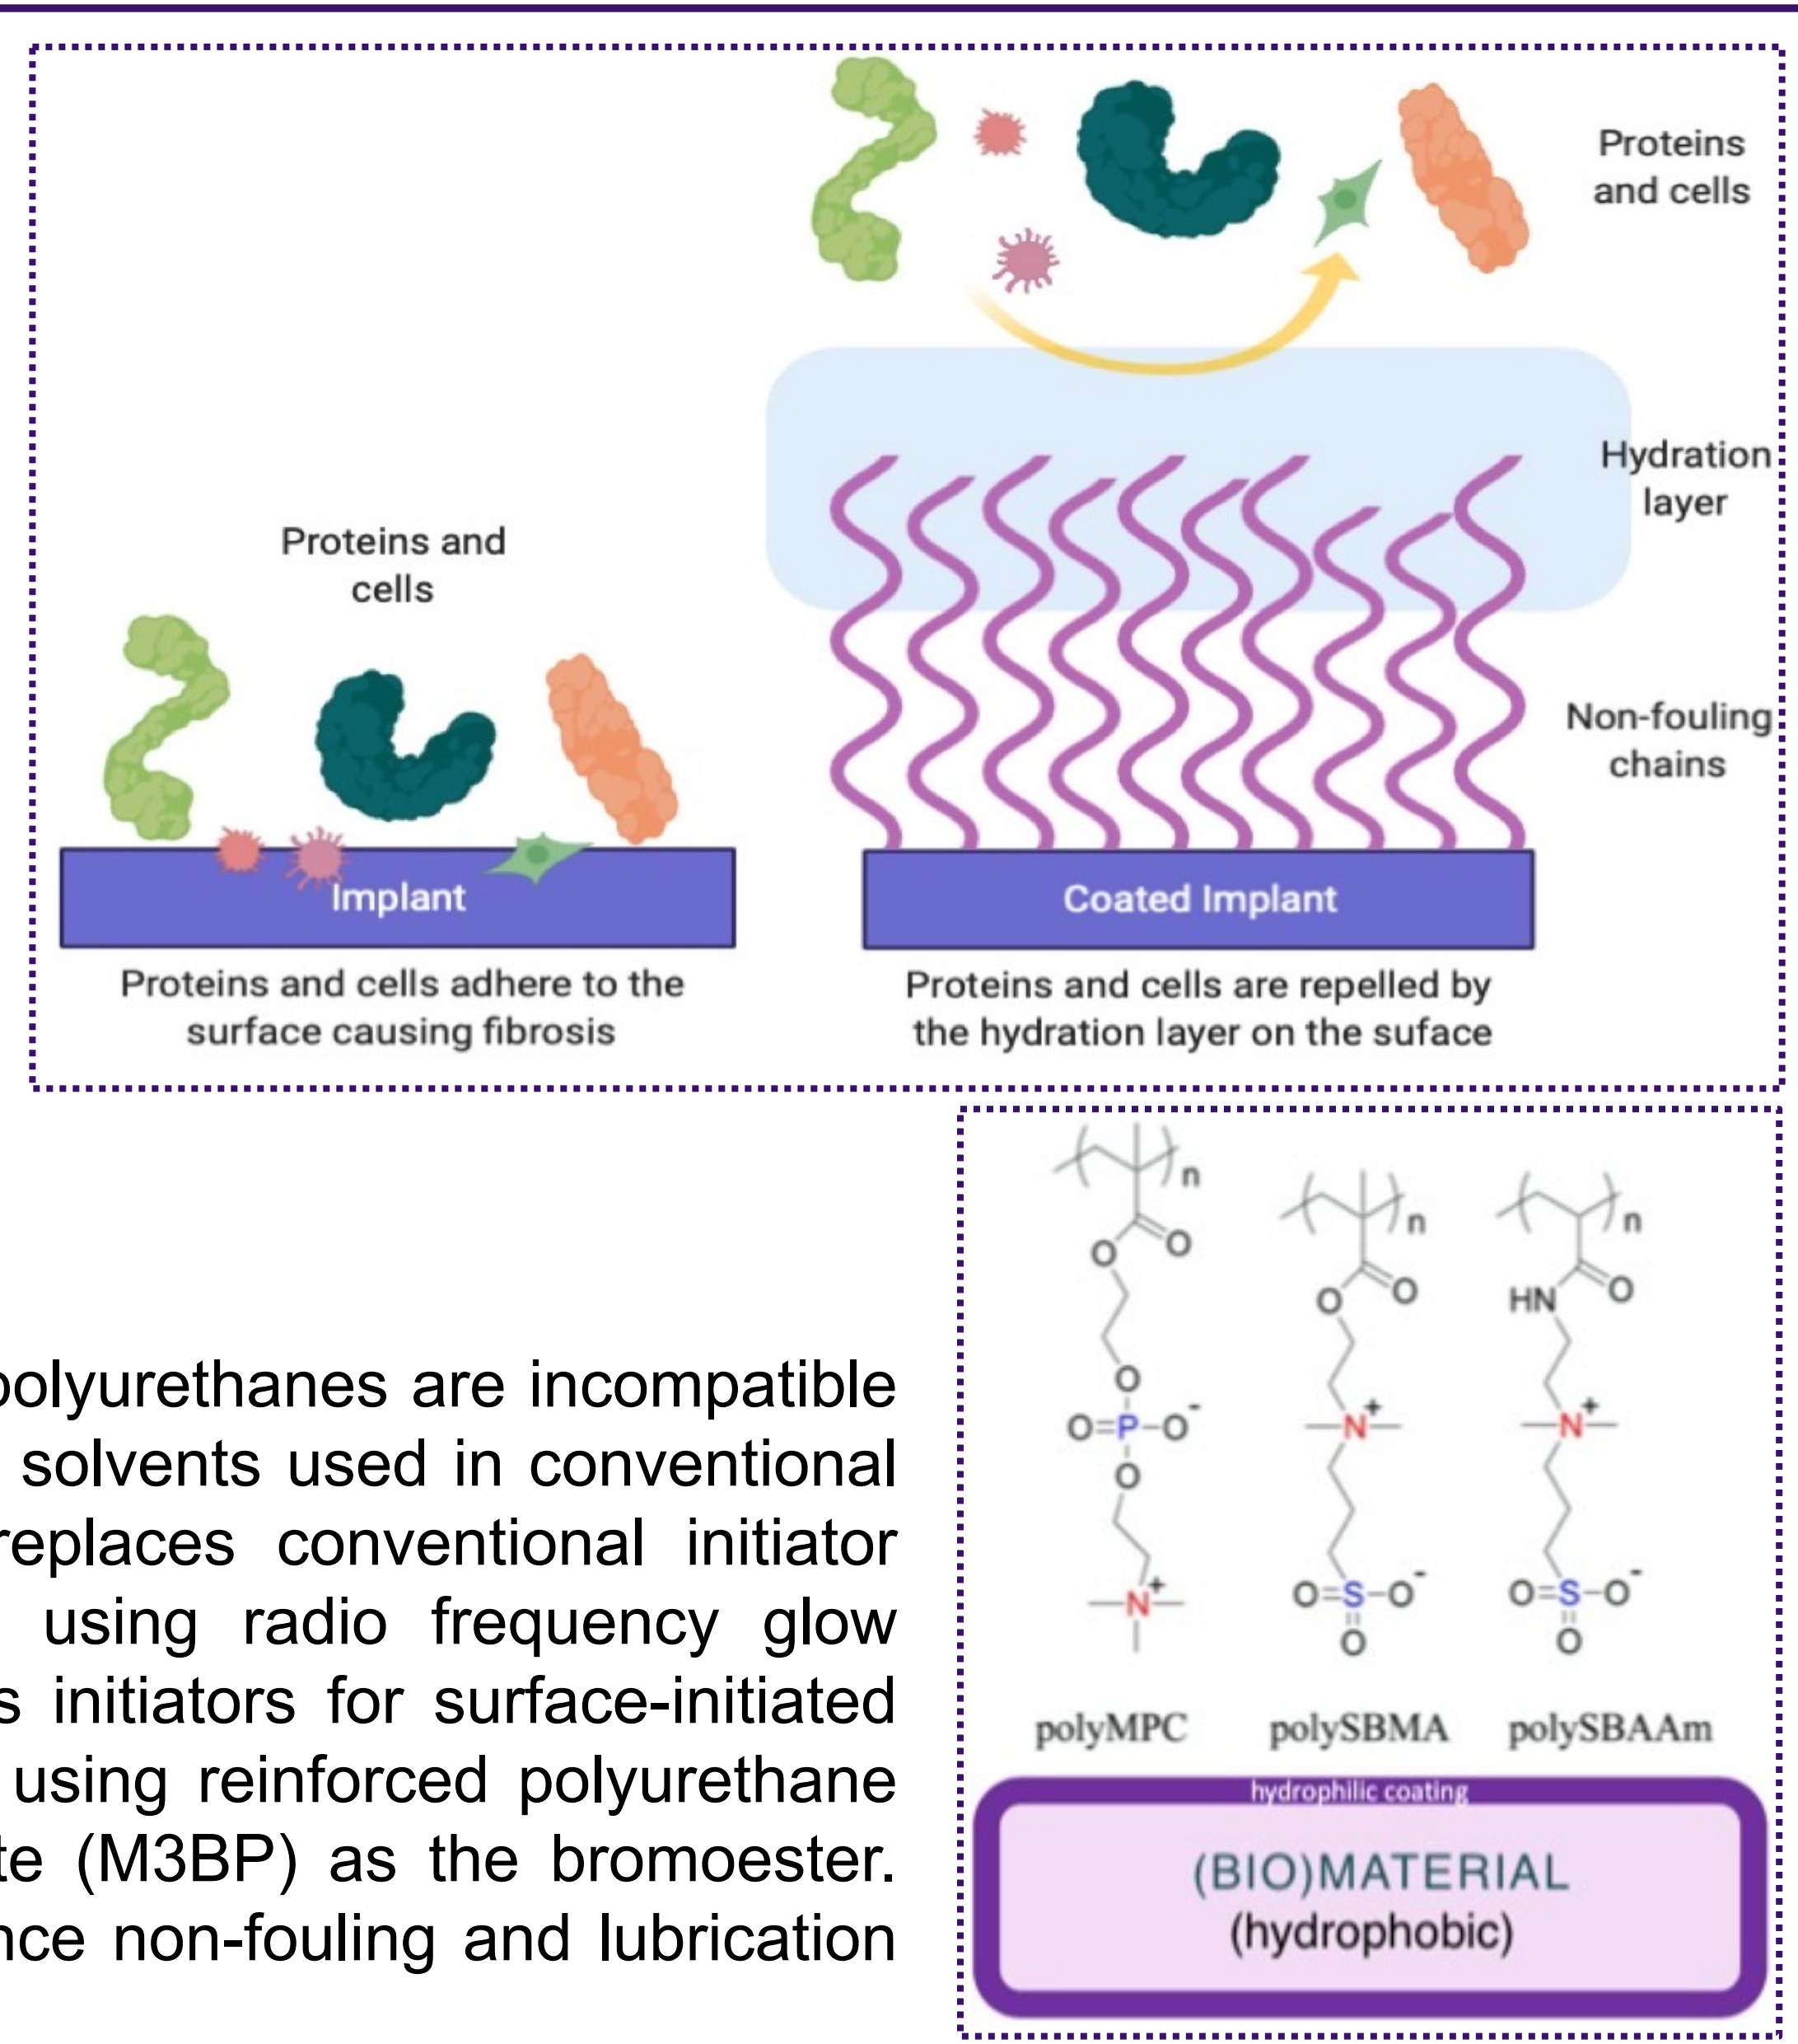 Proteins
and cells
Hydration
layer
Proteins and
cells
Non-fouling
chains
Implant
Coated Implant
Proteins and cells adhere to the
surface causing fibrosis
Proteins and cells are repelled by
the hydration layer on the suface
n
O
O
O
O=P-O-
O
N+
n
O
O
N+
O=S-O-
O
n
HN
O
N+
O=S-O-
O
polyMPC
polySBMA
polySBAAm
hydrophilic coating
(BIO)MATERIAL
(hydrophobic)
polyurethanes are incompatible
solvents used in conventional
replaces conventional initiator
using radio frequency glow
initiators for surface-initiated
using reinforced polyurethane
(M3BP) as the bromoester.
non-fouling and lubrication